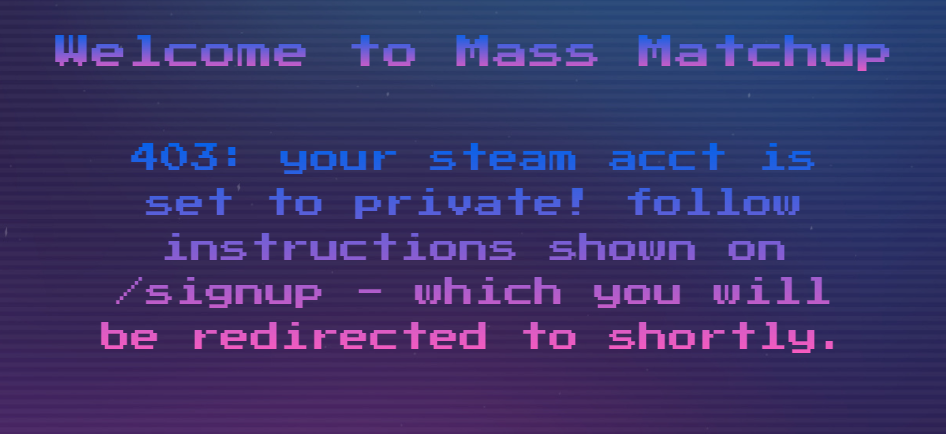 Welcome to Mass Matchup
403: your steam acct is
set to private! follow
instructions shown on
/signup - which you will
be redirected to shortly.